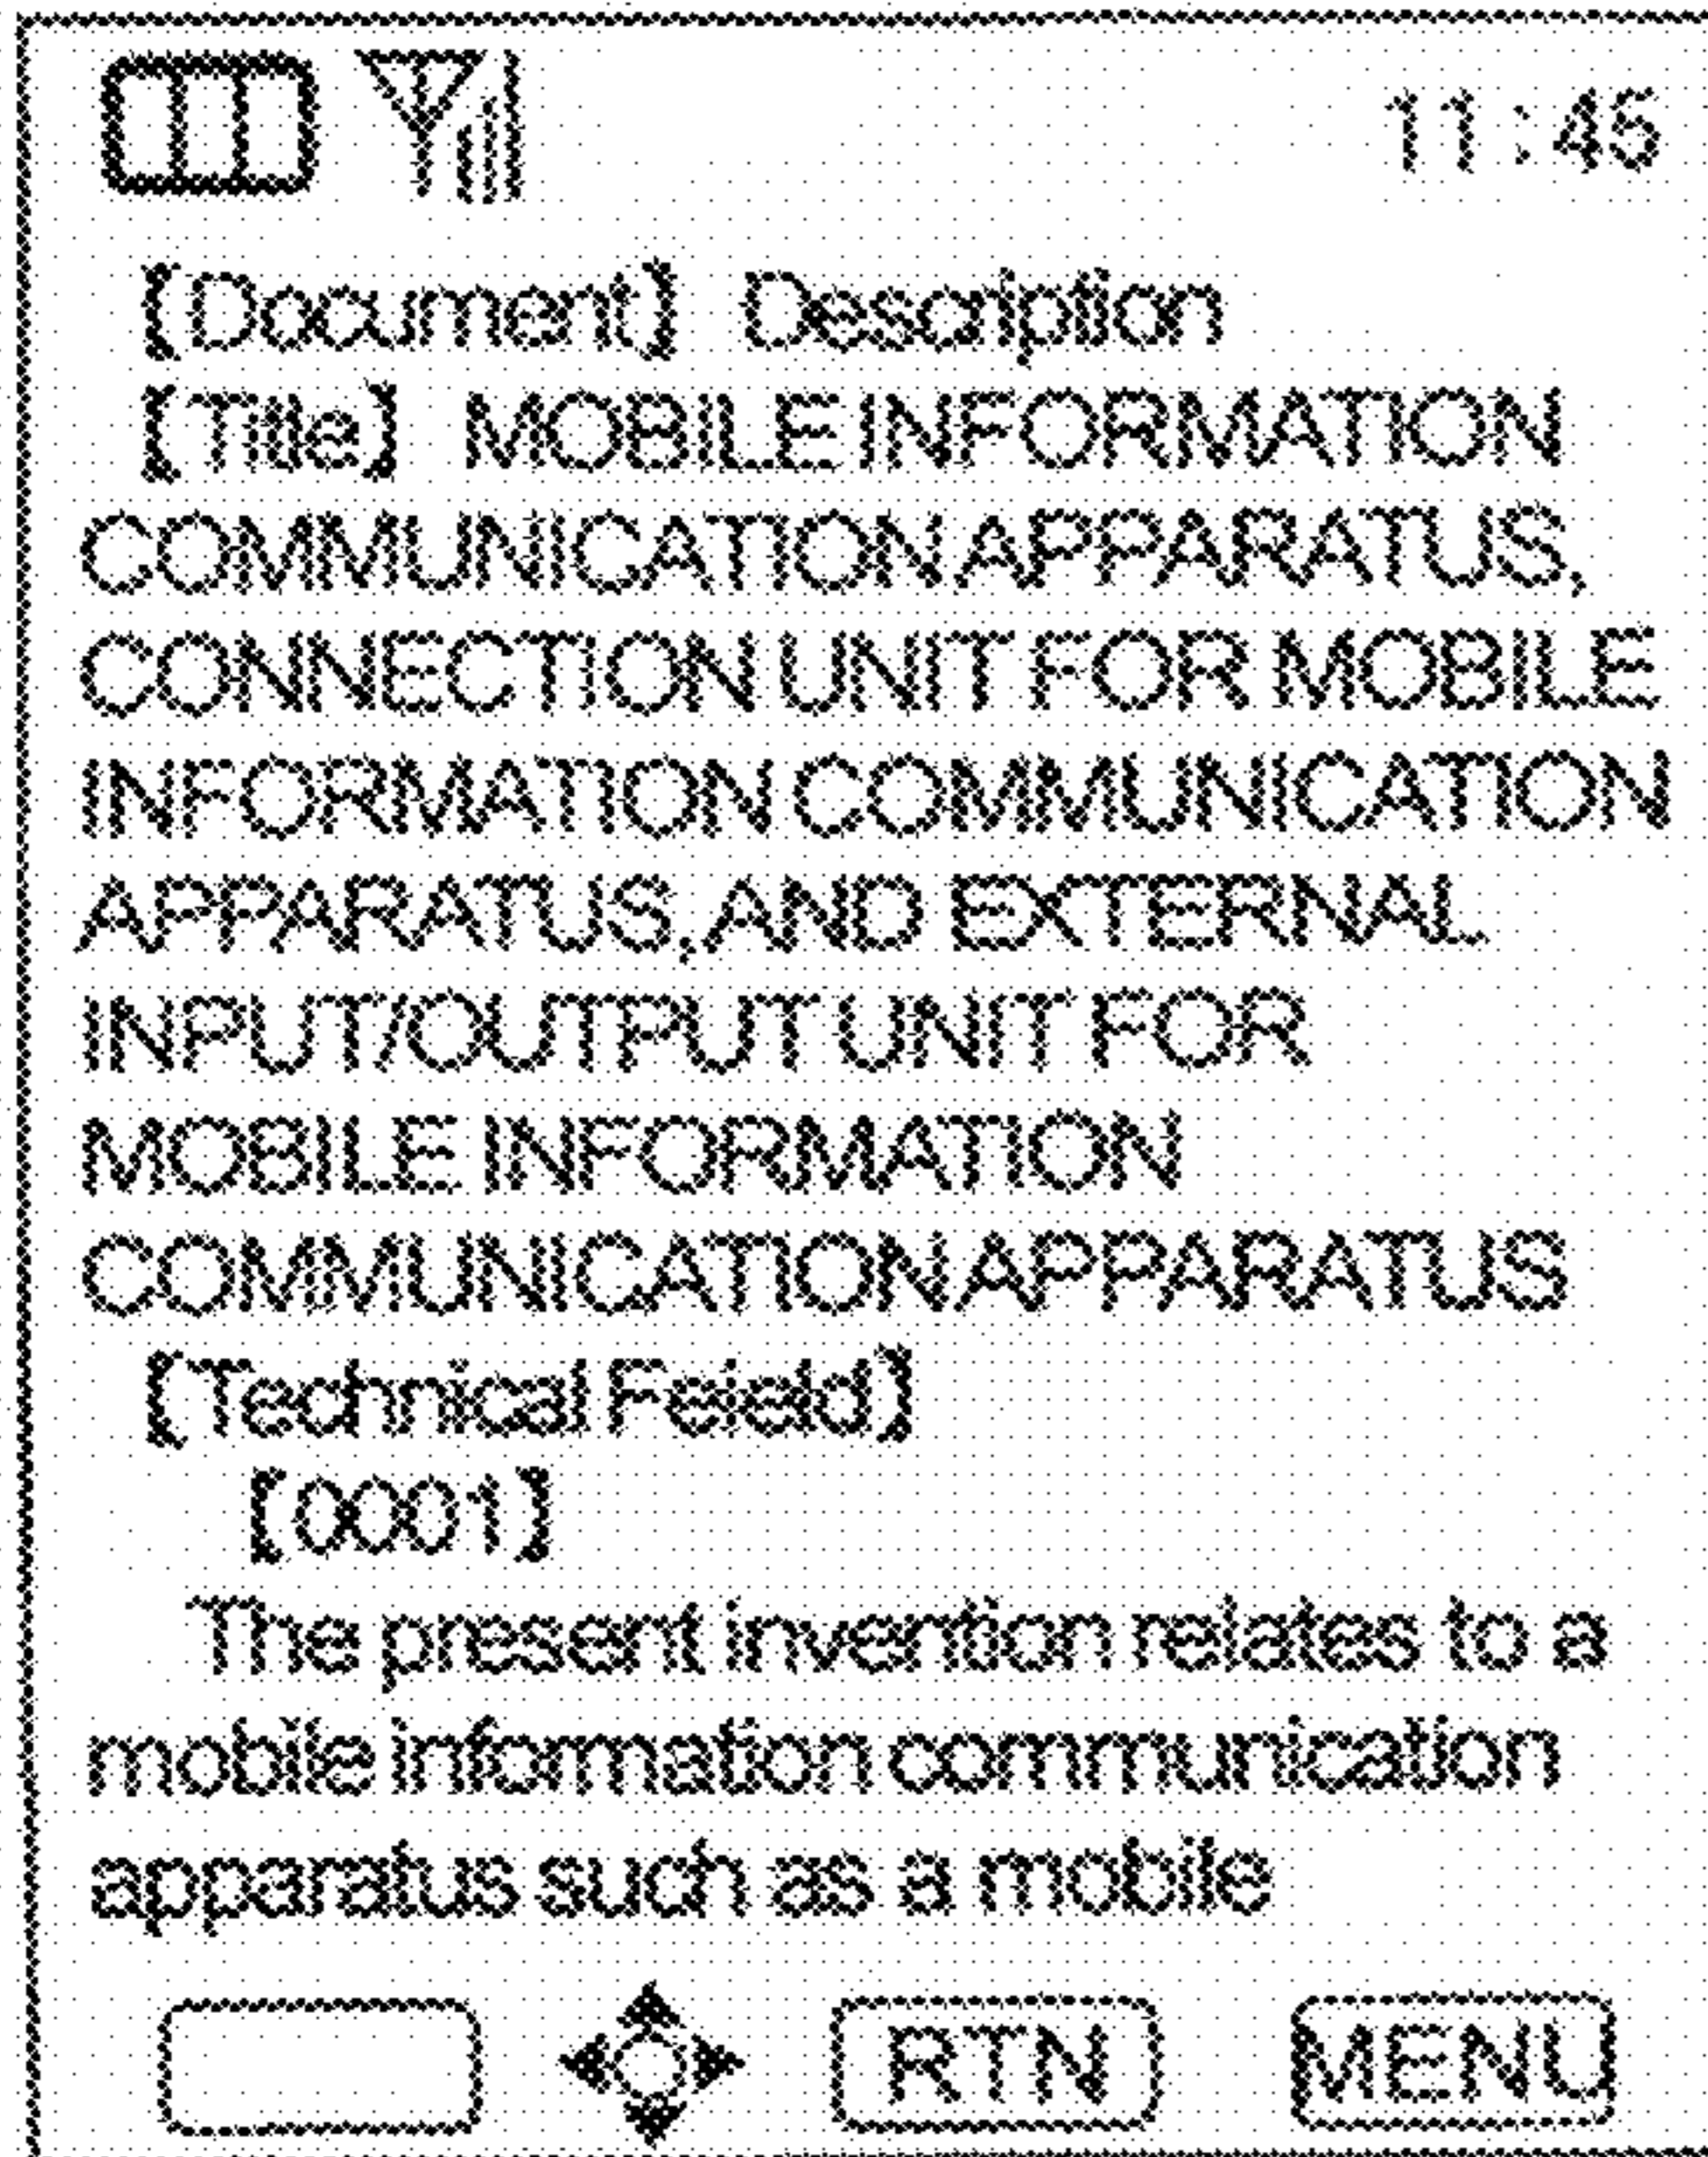 11:45
【Document】 Description
【Title】 MOBILE INFORMATION
COMMUNICATION APPARATUS,
CONNECTION UNIT FOR MOBILE
INFORMATION COMMUNICATION
APPARATUS, AND EXTERNAL
INPUT/OUTPUT UNIT FOR
MOBILE INFORMATION
COMMUNICATION APPARATUS
【Technical Feield】
【0001】
The present invention relates to a
mobile information communication
apparatus such as a mobile
RTN MENU